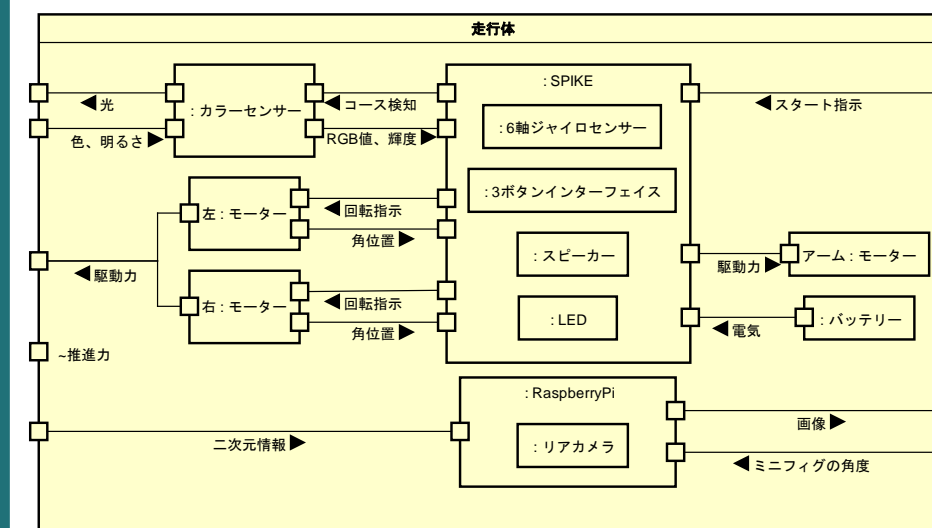 走行体
: SPIKE
: カラーセンサー
光
コース検知
スタート指示
: 6軸ジャイロセンサー
色、明るさ
RGB値、輝度
: 3ボタンインターフェイス
左 : モーター
回転指示
角位置
: スピーカー
駆動力
アーム : モーター
駆動力
右 : モーター
回転指示
角位置
: LED
電気
: バッテリー
~推進力
: RaspberryPi
画像
二次元情報
: リアカメラ
ミニフィグの角度